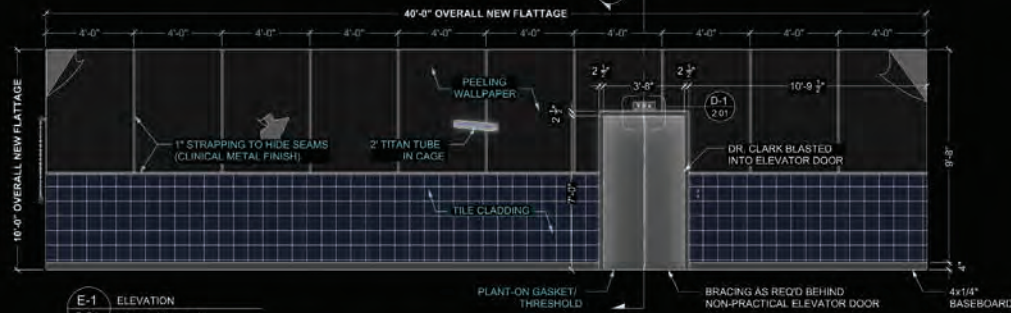 40'-0" OVERALL NEW FLATTAGE
4'-0" 4'-0" 4'-0" 4'-0" 4'-0" 4'-0" 4'-0" 4'-0" 4'-0" 4'-0"
10'-0" OVERALL NEW FLATTAGE
2 1/2" 3'-8" 2 1/2" 10'-9 1/2"
PEELING
WALLPAPER
D-1
2.01
2 1/2"
1" STRAPPING TO HIDE SEAMS
(CLINICAL METAL FINISH)
2' TITAN TUBE
IN CAGE
DR. CLARK BLASTED
INTO ELEVATOR DOOR
9'-8"
7'-0"
TILE CLADDING
4"
PLANT-ON GASKET/
THRESHOLD
BRACING AS REQ'D BEHIND
NON-PRACTICAL ELEVATOR DOOR
4x1/4"
BASEBOARD
E-1 ELEVATION